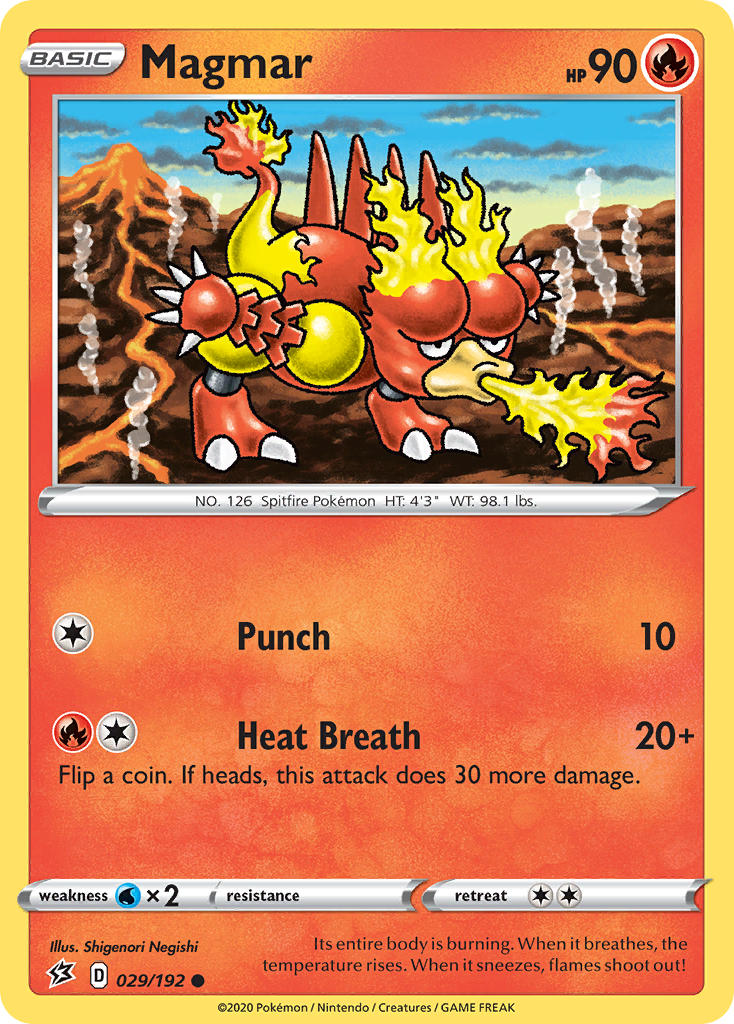 BASIC Magmar HP 90
NO. 126 Spitfire Pokémon HT: 4'3" WT: 98.1 lbs.
Punch 10
Heat Breath 20+
Flip a coin. If heads, this attack does 30 more damage.
weakness ×2 resistance retreat
Illus. Shigenori Negishi
Its entire body is burning. When it breathes, the
temperature rises. When it sneezes, flames shoot out!
D 029/192
©2020 Pokémon / Nintendo / Creatures / GAME FREAK